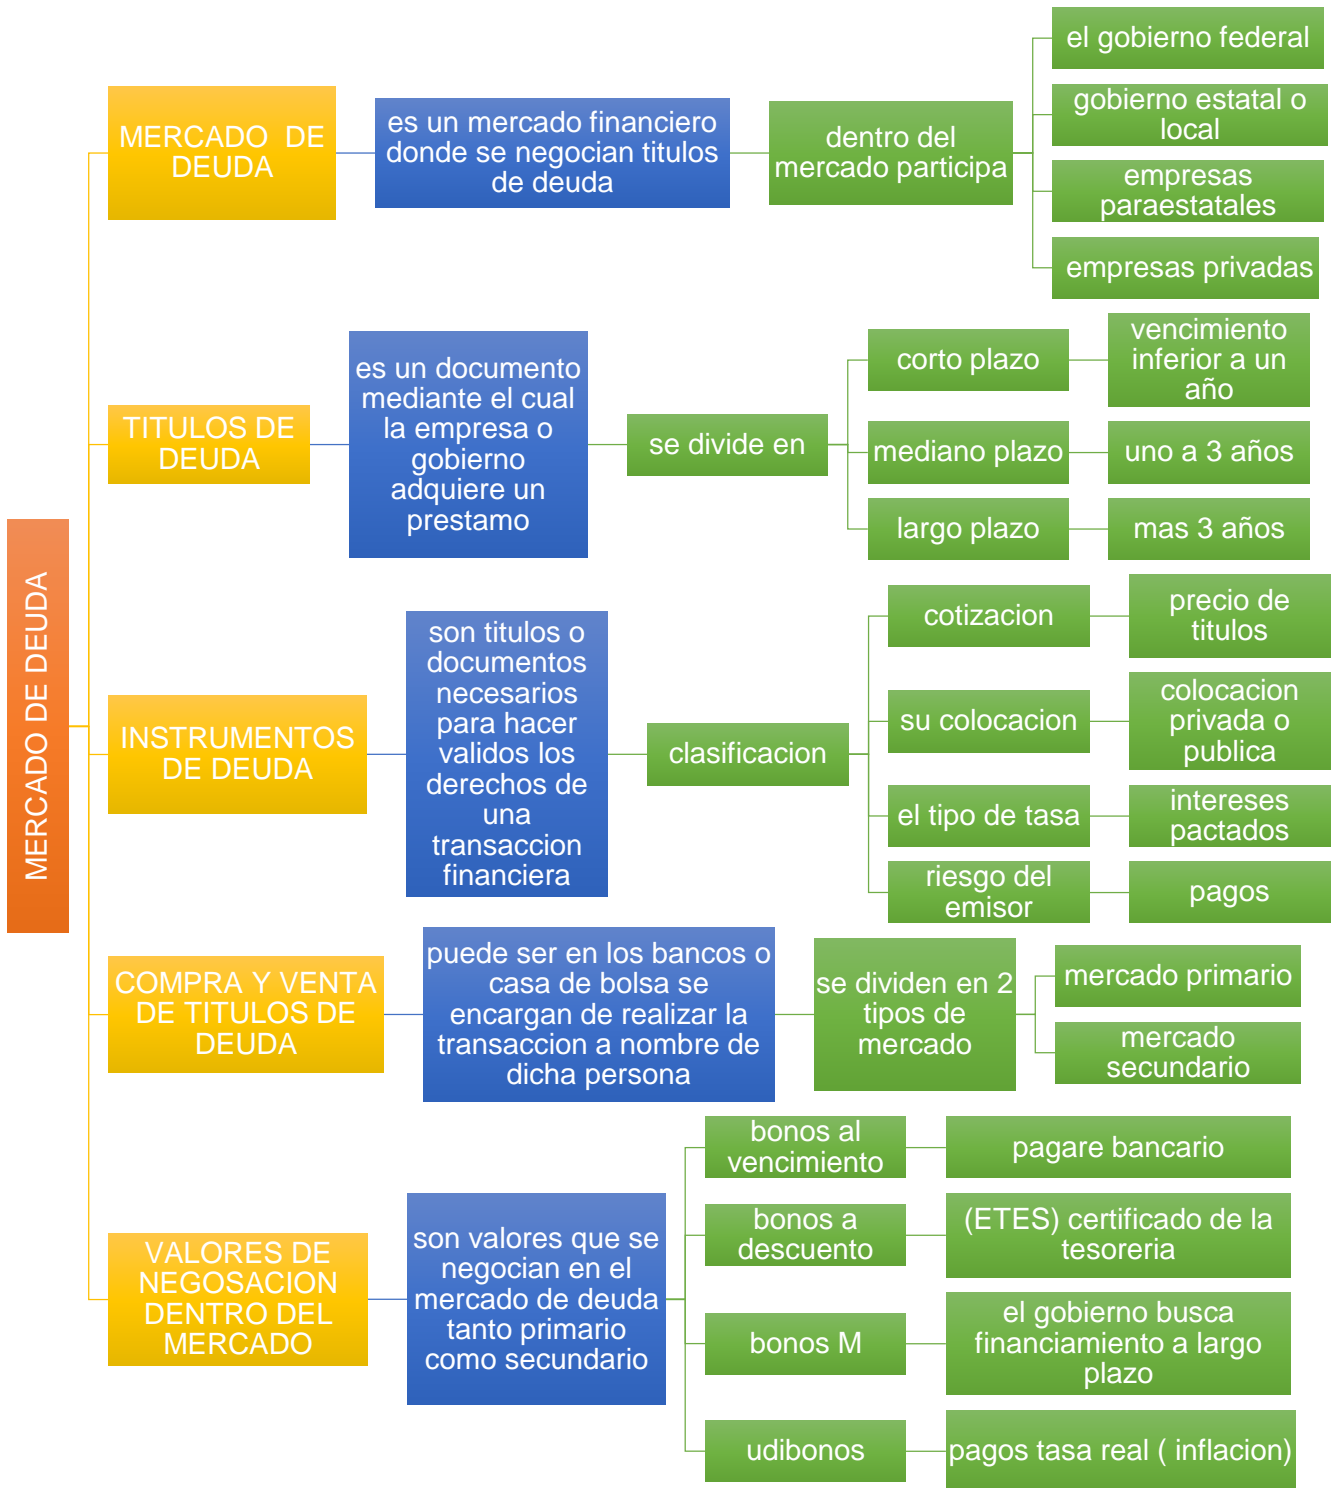 MERCADO DE DEUDA
MERCADO DE
DEUDA
es un mercado financiero
donde se negocian titulos
de deuda
dentro del
mercado participa
el gobierno federal
gobierno estatal o
local
empresas
paraestatales
empresas privadas
TITULOS DE
DEUDA
es un documento
mediante el cual
la empresa o
gobierno
adquiere un
prestamo
se divide en
corto plazo
vencimiento
inferior a un
año
mediano plazo
uno a 3 años
largo plazo
mas 3 años
INSTRUMENTOS
DE DEUDA
son titulos o
documentos
necesarios
para hacer
validos los
derechos de
una
transaccion
financiera
clasificacion
cotizacion
precio de
titulos
su colocacion
colocacion
privada o
publica
el tipo de tasa
intereses
pactados
riesgo del
emisor
pagos
COMPRA Y VENTA
DE TITULOS DE
DEUDA
puede ser en los bancos o
casa de bolsa se
encargan de realizar la
transaccion a nombre de
dicha persona
se dividen en 2
tipos de
mercado
mercado primario
mercado
secundario
VALORES DE
NEGOSACION
DENTRO DEL
MERCADO
son valores que se
negocian en el
mercado de deuda
tanto primario
como secundario
bonos al
vencimiento
pagare bancario
bonos a
descuento
(ETES) certificado de la
tesoreria
bonos M
el gobierno busca
financiamiento a largo
plazo
udibonos
pagos tasa real ( inflacion)